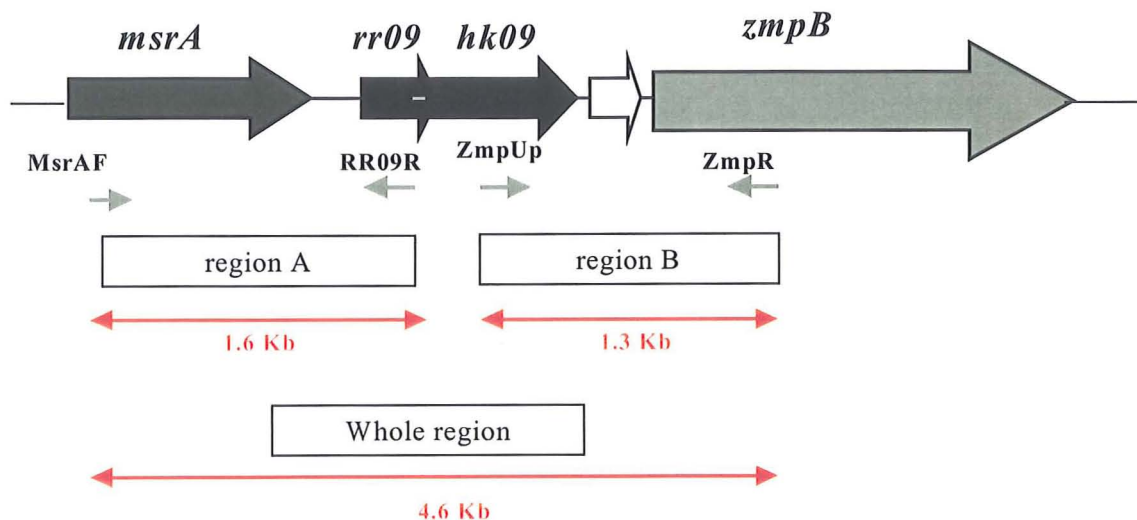 msrA rr09 hk09 zmpB
MsrAF RR09R ZmpUp ZmpR
region A region B
1.6 Kb 1.3 Kb
Whole region
4.6 Kb